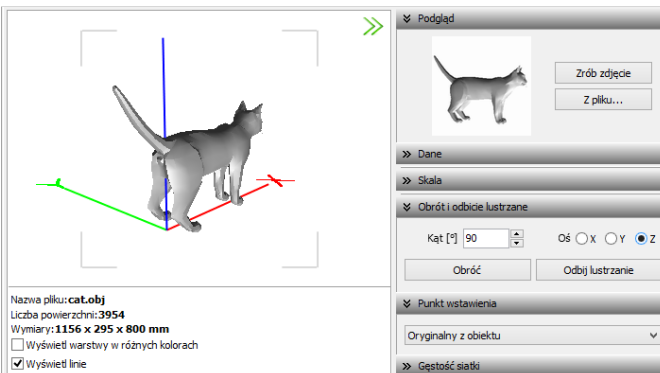 Podgląd
Zrób zdjęcie
Z pliku...
Dane
Skala
Obrót i odbicie lustrzane
Kąt [°] 90 Oś X Y Z
Obróć Odbij lustrzanie
Punkt wstawienia
Oryginalny z obiektu
Gęstość siatki
Nazwa pliku:cat.obj
Liczba powierzchni:3954
Wymiary:1156 x 295 x 800 mm
Wyświetl warstwy w różnych kolorach
Wyświetl linie